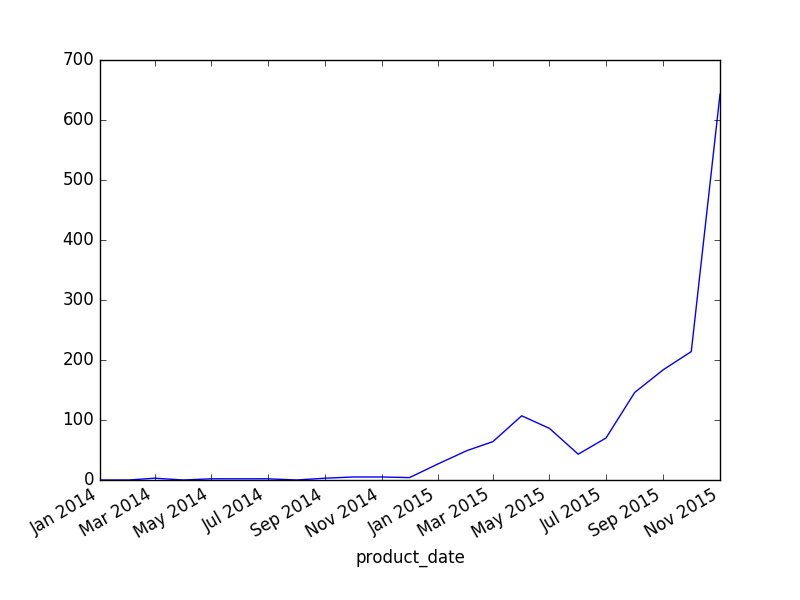 700
600
500
400
300
200
100
0
Jan 2014
Mar 2014
May 2014
Jul 2014
Sep 2014
Nov 2014
Jan 2015
Mar 2015
May 2015
Jul 2015
Sep 2015
Nov 2015
product_date